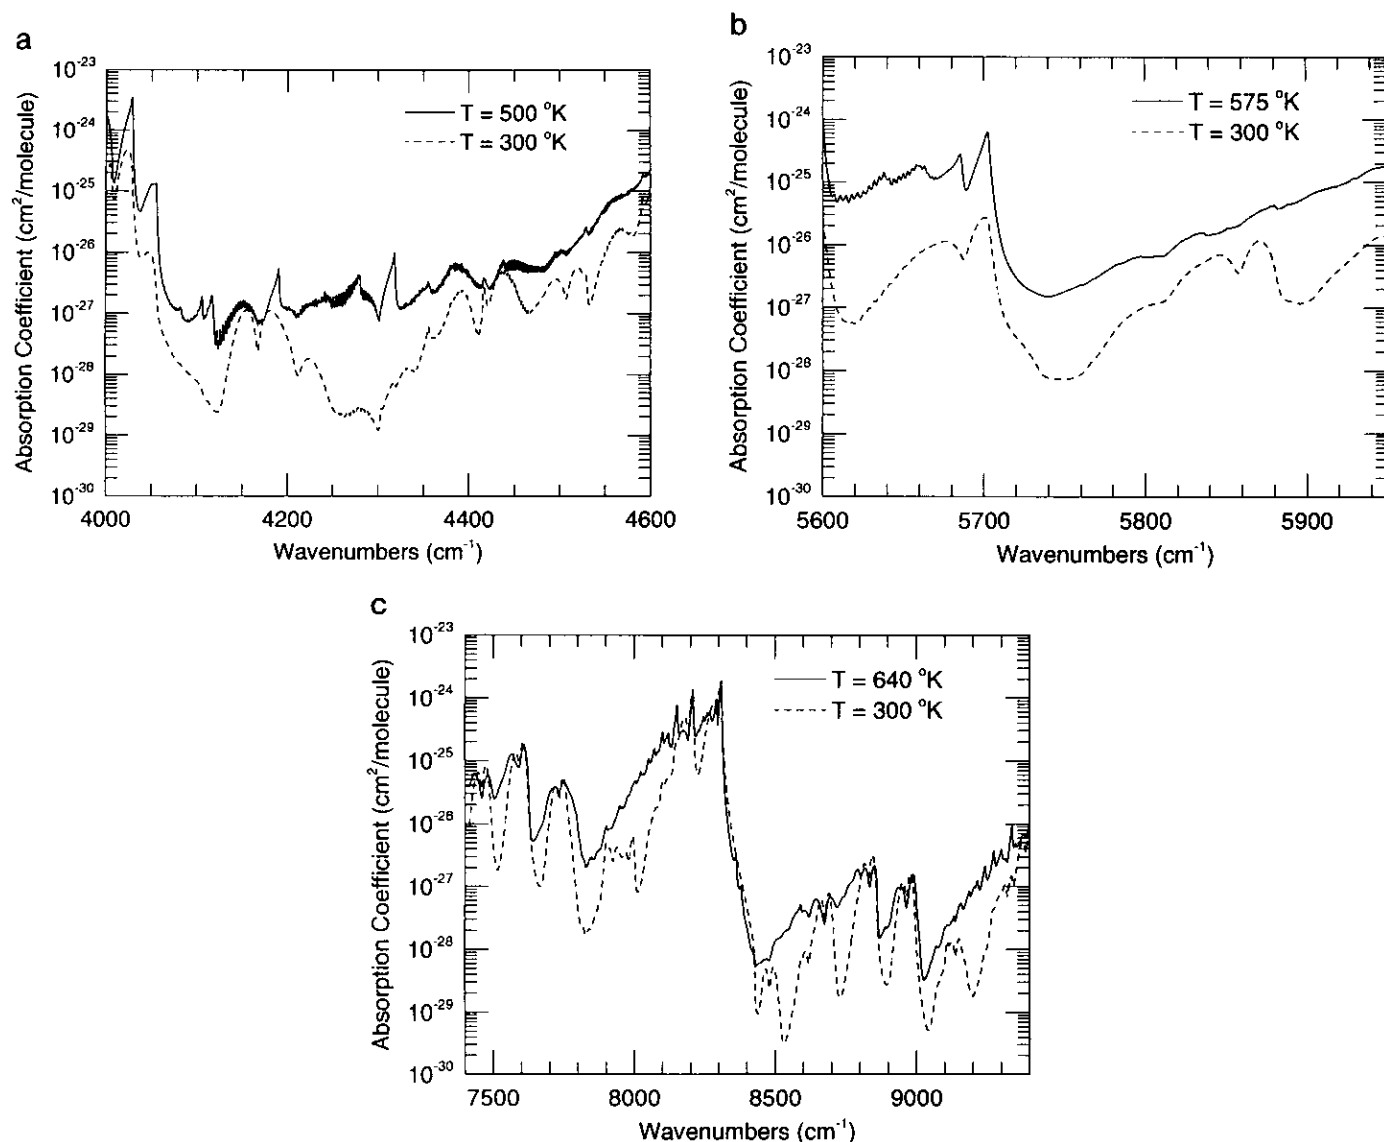 a
10⁻²³
10⁻²⁴
10⁻²⁵
10⁻²⁶
10⁻²⁷
10⁻²⁸
10⁻²⁹
10⁻³⁰
Absorption Coefficient (cm²/molecule)
T = 500 °K
T = 300 °K
4000 4200 4400 4600
Wavenumbers (cm⁻¹)
b
10⁻²³
10⁻²⁴
10⁻²⁵
10⁻²⁶
10⁻²⁷
10⁻²⁸
10⁻²⁹
10⁻³⁰
Absorption Coefficient (cm²/molecule)
T = 575 °K
T = 300 °K
5600 5700 5800 5900
Wavenumbers (cm⁻¹)
c
10⁻²³
10⁻²⁴
10⁻²⁵
10⁻²⁶
10⁻²⁷
10⁻²⁸
10⁻²⁹
10⁻³⁰
Absorption Coefficient (cm²/molecule)
T = 640 °K
T = 300 °K
7500 8000 8500 9000
Wavenumbers (cm⁻¹)